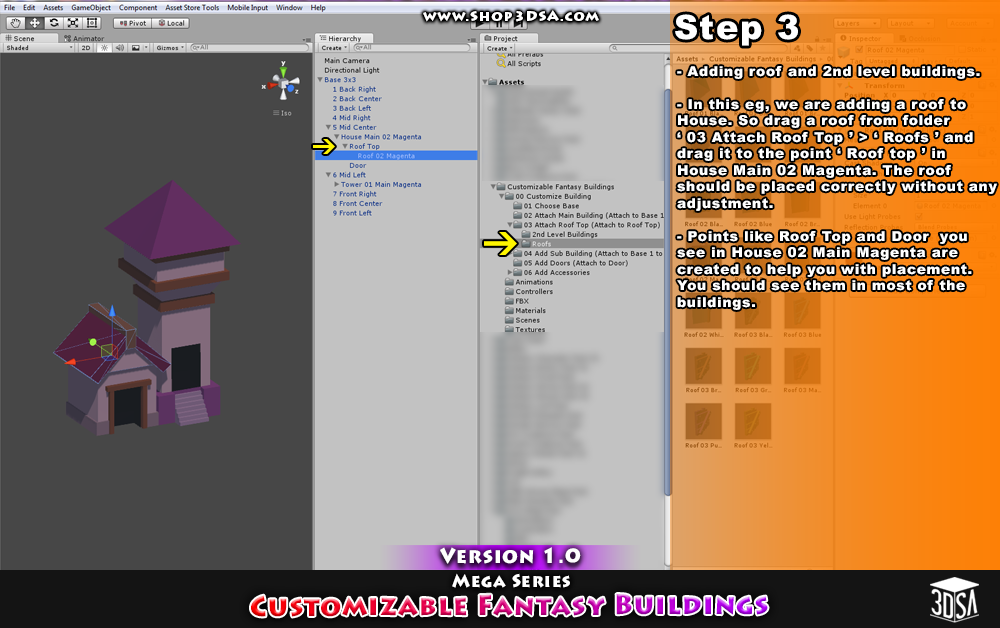 File Edit Assets GameObject Component Asset Store Tools Mobile Input Window Help
www.shop3DSA.com
Pivot Local
Layers
Scene
Animator
Shaded 2D Gizmos All
y
x
z
Iso
Hierarchy
Create All
Main Camera
Directional Light
Base 3x3
1 Back Right
2 Back Center
3 Back Left
4 Mid Right
5 Mid Center
House Main 02 Magenta
Roof Top
Roof 02 Magenta
Door
6 Mid Left
Tower 01 Main Magenta
7 Front Right
8 Front Center
9 Front Left
Project
Create
All Prefabs
All Scripts
Assets
Customizable Fantasy Buildings
00 Customize Building
01 Choose Base
02 Attach Main Building (Attach to Base 1
03 Attach Roof Top (Attach to Roof Top)
2nd Level Buildings
Roofs
04 Add Sub Building (Attach to Base 1 to
05 Add Doors (Attach to Door)
06 Add Accessories
Animations
Controllers
FBX
Materials
Scenes
Textures
Step 3
- Adding roof and 2nd level buildings.
- In this eg, we are adding a roof to
House. So drag a roof from folder
‘ 03 Attach Roof Top ’ > ‘ Roofs ’ and
drag it to the point ‘ Roof top ’ in
House Main 02 Magenta. The roof
should be placed correctly without any
adjustment.
- Points like Roof Top and Door you
see in House 02 Main Magenta are
created to help you with placement.
You should see them in most of the
buildings.
Inspector
Roof 02 Magenta
Assets Customizable Fantasy Buildings
Transform
Roof 02 Whi... Roof 03 Bla... Roof 03 Blue
Roof 03 Br... Roof 03 Gr... Roof 03 Ma...
Roof 03 Pu... Roof 03 Yel...
Version 1.0
Mega Series
Customizable Fantasy Buildings
3DSA